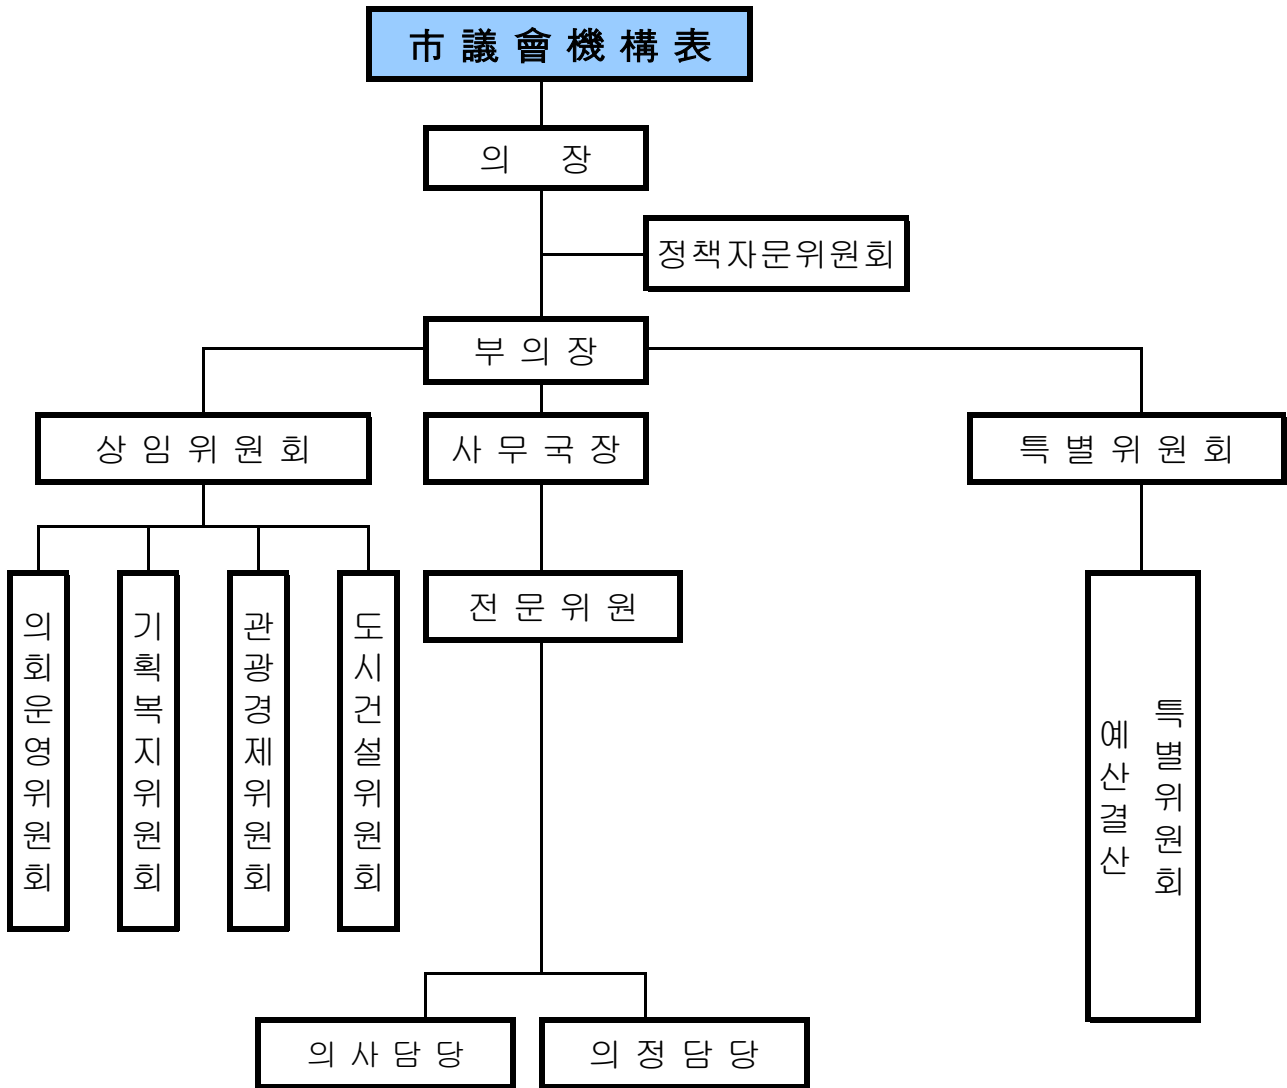 市議會機構表
의 장
정책자문위원회
부의장
상임위원회
사무국장
특별위원회
의회운영위원회
기획복지위원회
관광경제위원회
도시건설위원회
전문위원
예산결산
특별위원회
의사담당
의정담당